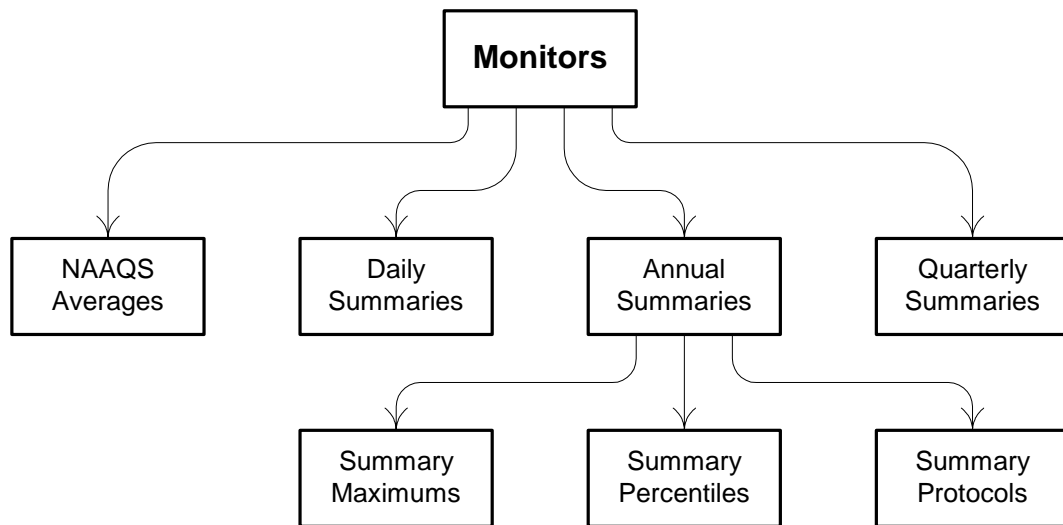 Monitors
NAAQS
Averages
Daily
Summaries
Annual
Summaries
Quarterly
Summaries
Summary
Maximums
Summary
Percentiles
Summary
Protocols